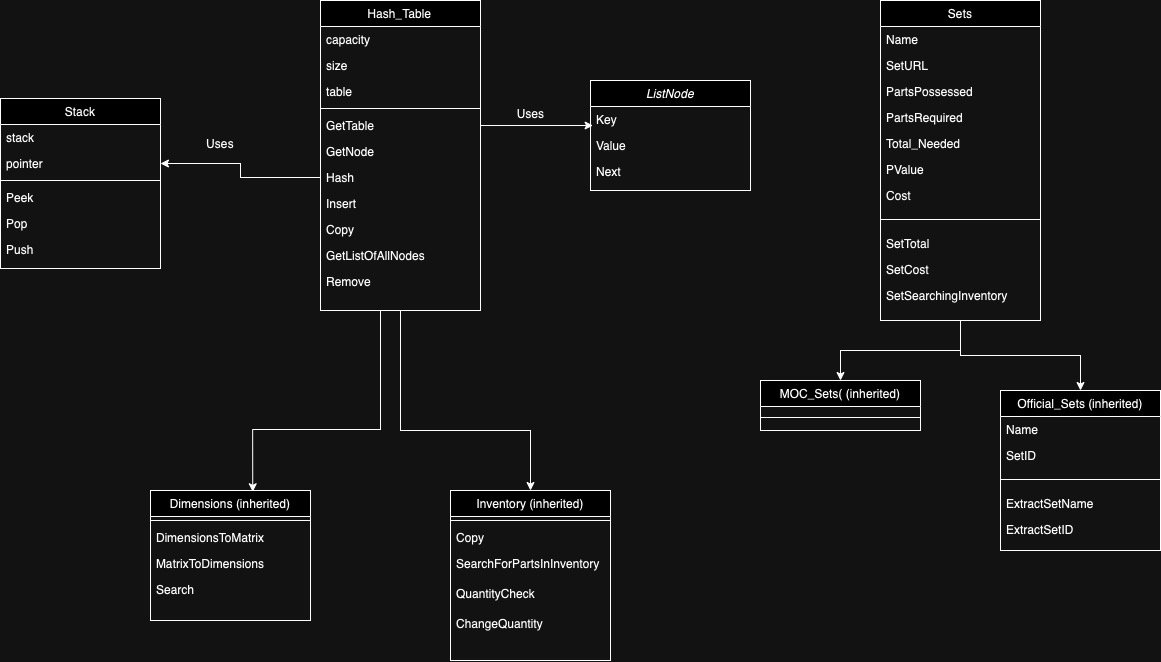 Hash_Table
capacity
size
table
GetTable
GetNode
Hash
Insert
Copy
GetListOfAllNodes
Remove
Sets
Name
SetURL
PartsPossessed
PartsRequired
Total_Needed
PValue
Cost
SetTotal
SetCost
SetSearchingInventory
Stack
stack
pointer
Peek
Pop
Push
Uses
Uses
ListNode
Key
Value
Next
MOC_Sets( (inherited)
Official_Sets (inherited)
Name
SetID
ExtractSetName
ExtractSetID
Dimensions (inherited)
DimensionsToMatrix
MatrixToDimensions
Search
Inventory (inherited)
Copy
SearchForPartsInInventory
QuantityCheck
ChangeQuantity